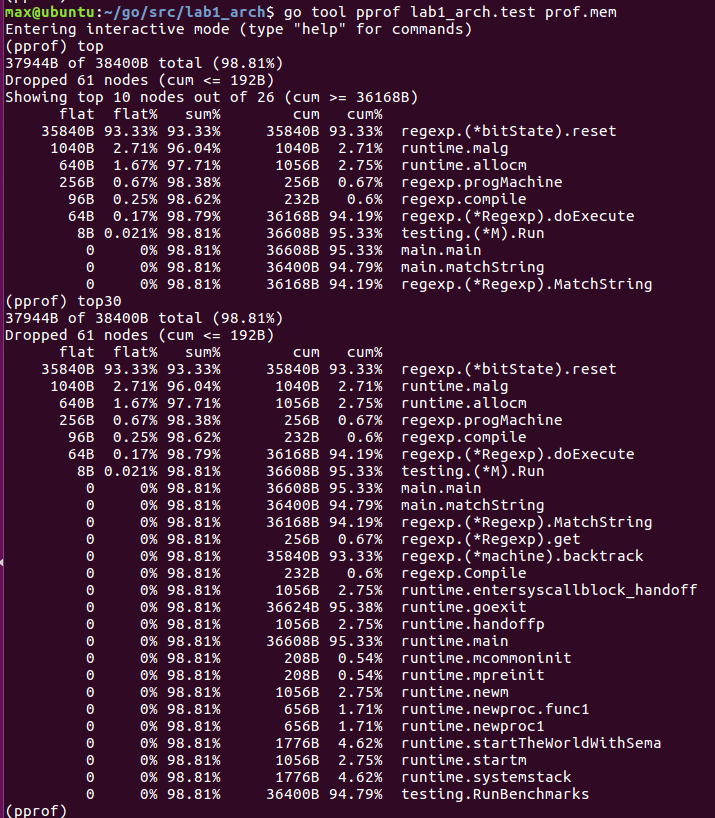 max@ubuntu:~/go/src/lab1_arch$ go tool pprof lab1_arch.test prof.mem
Entering interactive mode (type "help" for commands)
(pprof) top
37944B of 38400B total (98.81%)
Dropped 61 nodes (cum <= 192B)
Showing top 10 nodes out of 26 (cum >= 36168B)
      flat  flat%   sum%        cum   cum%
    35840B 93.33% 93.33%     35840B 93.33%  regexp.(*bitState).reset
     1040B  2.71% 96.04%      1040B  2.71%  runtime.malg
      640B  1.67% 97.71%      1056B  2.75%  runtime.allocm
      256B  0.67% 98.38%       256B  0.67%  regexp.progMachine
       96B  0.25% 98.62%       232B   0.6%  regexp.compile
       64B  0.17% 98.79%     36168B 94.19%  regexp.(*Regexp).doExecute
        8B 0.021% 98.81%     36608B 95.33%  testing.(*M).Run
         0     0% 98.81%     36608B 95.33%  main.main
         0     0% 98.81%     36400B 94.79%  main.matchString
         0     0% 98.81%     36168B 94.19%  regexp.(*Regexp).MatchString
(pprof) top30
37944B of 38400B total (98.81%)
Dropped 61 nodes (cum <= 192B)
      flat  flat%   sum%        cum   cum%
    35840B 93.33% 93.33%     35840B 93.33%  regexp.(*bitState).reset
     1040B  2.71% 96.04%      1040B  2.71%  runtime.malg
      640B  1.67% 97.71%      1056B  2.75%  runtime.allocm
      256B  0.67% 98.38%       256B  0.67%  regexp.progMachine
       96B  0.25% 98.62%       232B   0.6%  regexp.compile
       64B  0.17% 98.79%     36168B 94.19%  regexp.(*Regexp).doExecute
        8B 0.021% 98.81%     36608B 95.33%  testing.(*M).Run
         0     0% 98.81%     36608B 95.33%  main.main
         0     0% 98.81%     36400B 94.79%  main.matchString
         0     0% 98.81%     36168B 94.19%  regexp.(*Regexp).MatchString
         0     0% 98.81%       256B  0.67%  regexp.(*Regexp).get
         0     0% 98.81%     35840B 93.33%  regexp.(*machine).backtrack
         0     0% 98.81%       232B   0.6%  regexp.Compile
         0     0% 98.81%      1056B  2.75%  runtime.entersyscallblock_handoff
         0     0% 98.81%     36624B 95.38%  runtime.goexit
         0     0% 98.81%      1056B  2.75%  runtime.handoffp
         0     0% 98.81%     36608B 95.33%  runtime.main
         0     0% 98.81%       208B  0.54%  runtime.mcommoninit
         0     0% 98.81%       208B  0.54%  runtime.mpreinit
         0     0% 98.81%      1056B  2.75%  runtime.newm
         0     0% 98.81%       656B  1.71%  runtime.newproc.func1
         0     0% 98.81%       656B  1.71%  runtime.newproc1
         0     0% 98.81%      1776B  4.62%  runtime.startTheWorldWithSema
         0     0% 98.81%      1056B  2.75%  runtime.startm
         0     0% 98.81%      1776B  4.62%  runtime.systemstack
         0     0% 98.81%     36400B 94.79%  testing.RunBenchmarks
(pprof)